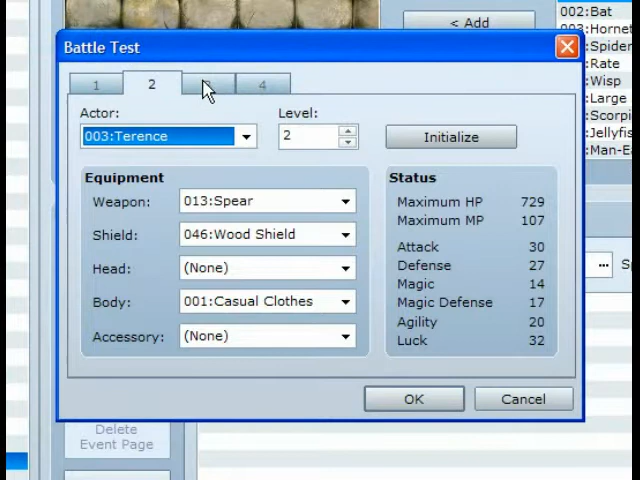 < Add
002:Bat
003:Hornet
:Spider
:Rate
:Wisp
:Large
:Scorpi
:Jellyfis
:Man-Ea
Battle Test
1
2
4
Actor:
Level:
003:Terence
2
Initialize
Equipment
Status
Weapon:
013:Spear
Maximum HP 729
Maximum MP 107
Shield:
046:Wood Shield
Attack 30
Defense 27
Head:
(None)
Magic 14
Magic Defense 17
Body:
001:Casual Clothes
Agility 20
Accessory:
(None)
Luck 32
...
OK
Cancel
Delete
Event Page